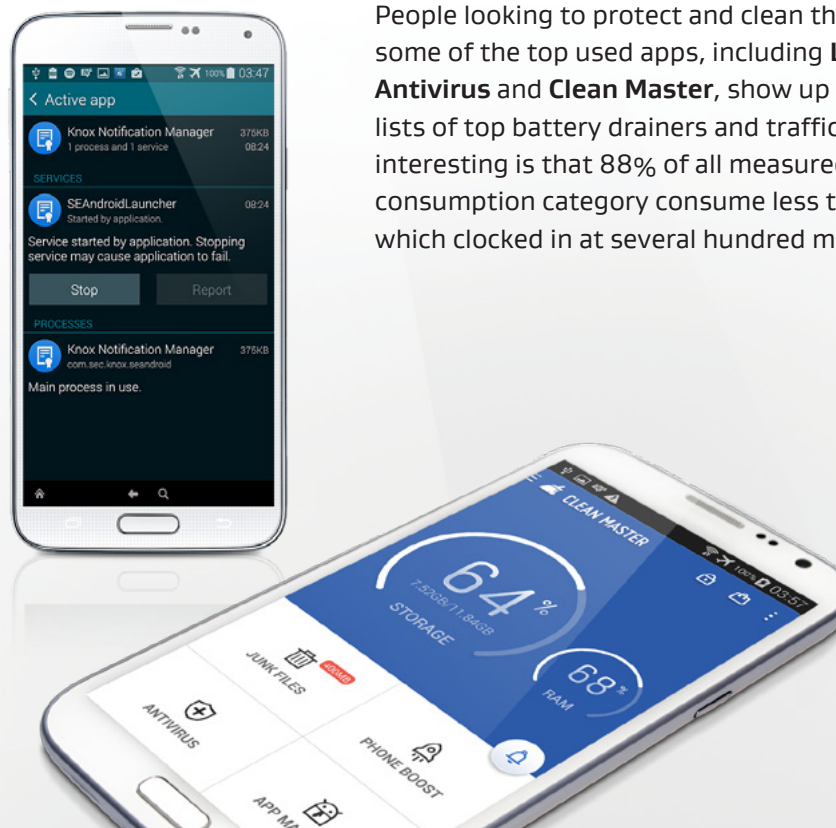 People looking to protect and clean
some of the top used apps, including
Antivirus and Clean Master, show up
lists of top battery drainers and
interesting is that 88% of all
consumption category consume less
which clocked in at several hundred
100% 03:47
Active app
Knox Notification Manager 375KB
1 process and 1 service 08:24
SERVICES
SEAndroidLauncher 08:24
Started by application.
Service started by application. Stopping
service may cause application to fail.
Stop Report
PROCESSES
Knox Notification Manager 375KB
com.sec.knox.seandroid
Main process in use.
100% 03:57
CLEAN MASTER
64%
7.52GB/11.84GB
STORAGE
68%
RAM
JUNK FILES 400MB
ANTIVIRUS
PHONE BOOST
APP